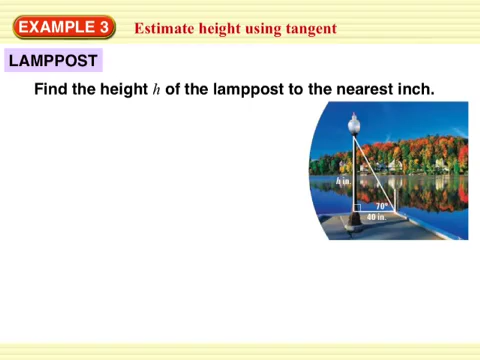 EXAMPLE 3
Estimate height using tangent
LAMPPOST
Find the height h of the lamppost to the nearest inch.
h in.
70°
40 in.